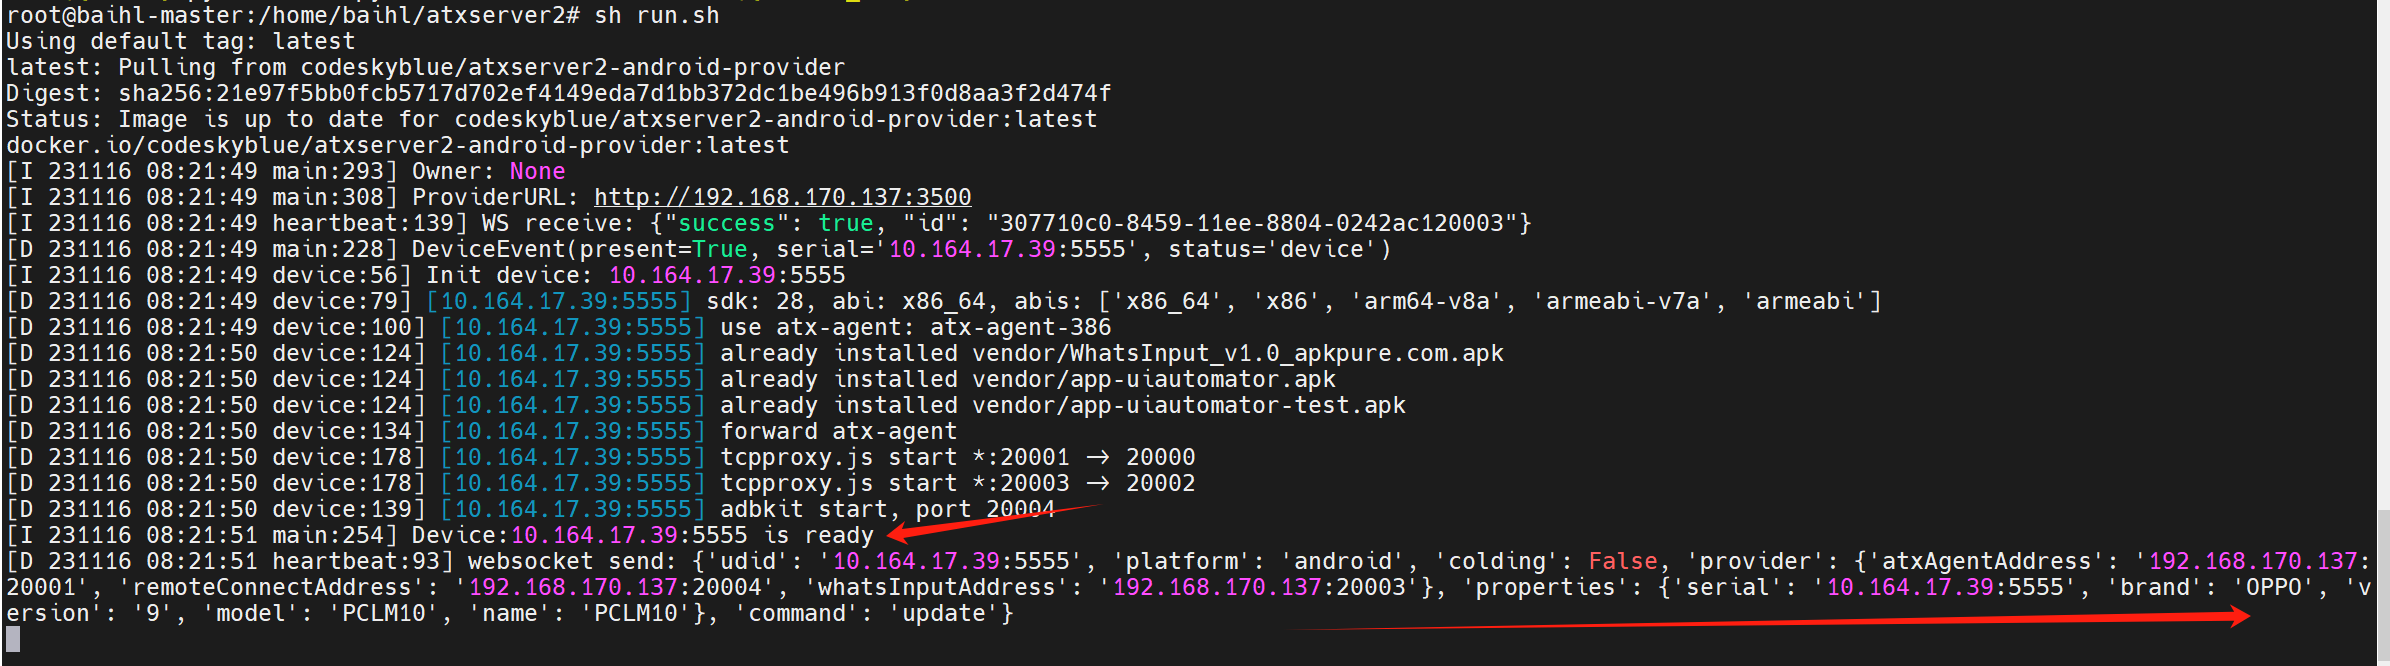 root@baihl-master:/home/baihl/atxserver2# sh run.sh
Using default tag: latest
latest: Pulling from codeskyblue/atxserver2-android-provider
Digest: sha256:21e97f5bb0fcb5717d702ef4149eda7d1bb372dc1be496b913f0d8aa3f2d474f
Status: Image is up to date for codeskyblue/atxserver2-android-provider:latest
docker.io/codeskyblue/atxserver2-android-provider:latest
[I 231116 08:21:49 main:293] Owner: None
[I 231116 08:21:49 main:308] ProviderURL: http://192.168.170.137:3500
[I 231116 08:21:49 heartbeat:139] WS receive: {"success": true, "id": "307710c0-8459-11ee-8804-0242ac120003"}
[D 231116 08:21:49 main:228] DeviceEvent(present=True, serial='10.164.17.39:5555', status='device')
[I 231116 08:21:49 device:56] Init device: 10.164.17.39:5555
[D 231116 08:21:49 device:79] [10.164.17.39:5555] sdk: 28, abi: x86_64, abis: ['x86_64', 'x86', 'arm64-v8a', 'armeabi-v7a', 'armeabi']
[D 231116 08:21:49 device:100] [10.164.17.39:5555] use atx-agent: atx-agent-386
[D 231116 08:21:50 device:124] [10.164.17.39:5555] already installed vendor/WhatsInput_v1.0_apkpure.com.apk
[D 231116 08:21:50 device:124] [10.164.17.39:5555] already installed vendor/app-uiautomator.apk
[D 231116 08:21:50 device:124] [10.164.17.39:5555] already installed vendor/app-uiautomator-test.apk
[D 231116 08:21:50 device:134] [10.164.17.39:5555] forward atx-agent
[D 231116 08:21:50 device:178] [10.164.17.39:5555] tcpproxy.js start *:20001 → 20000
[D 231116 08:21:50 device:178] [10.164.17.39:5555] tcpproxy.js start *:20003 → 20002
[D 231116 08:21:50 device:139] [10.164.17.39:5555] adbkit start, port 20004
[I 231116 08:21:51 main:254] Device:10.164.17.39:5555 is ready
[D 231116 08:21:51 heartbeat:93] websocket send: {'udid': '10.164.17.39:5555', 'platform': 'android', 'colding': False, 'provider': {'atxAgentAddress': '192.168.170.137:
20001', 'remoteConnectAddress': '192.168.170.137:20004', 'whatsInputAddress': '192.168.170.137:20003'}, 'properties': {'serial': '10.164.17.39:5555', 'brand': 'OPPO', 'v
ersion': '9', 'model': 'PCLM10', 'name': 'PCLM10'}, 'command': 'update'}